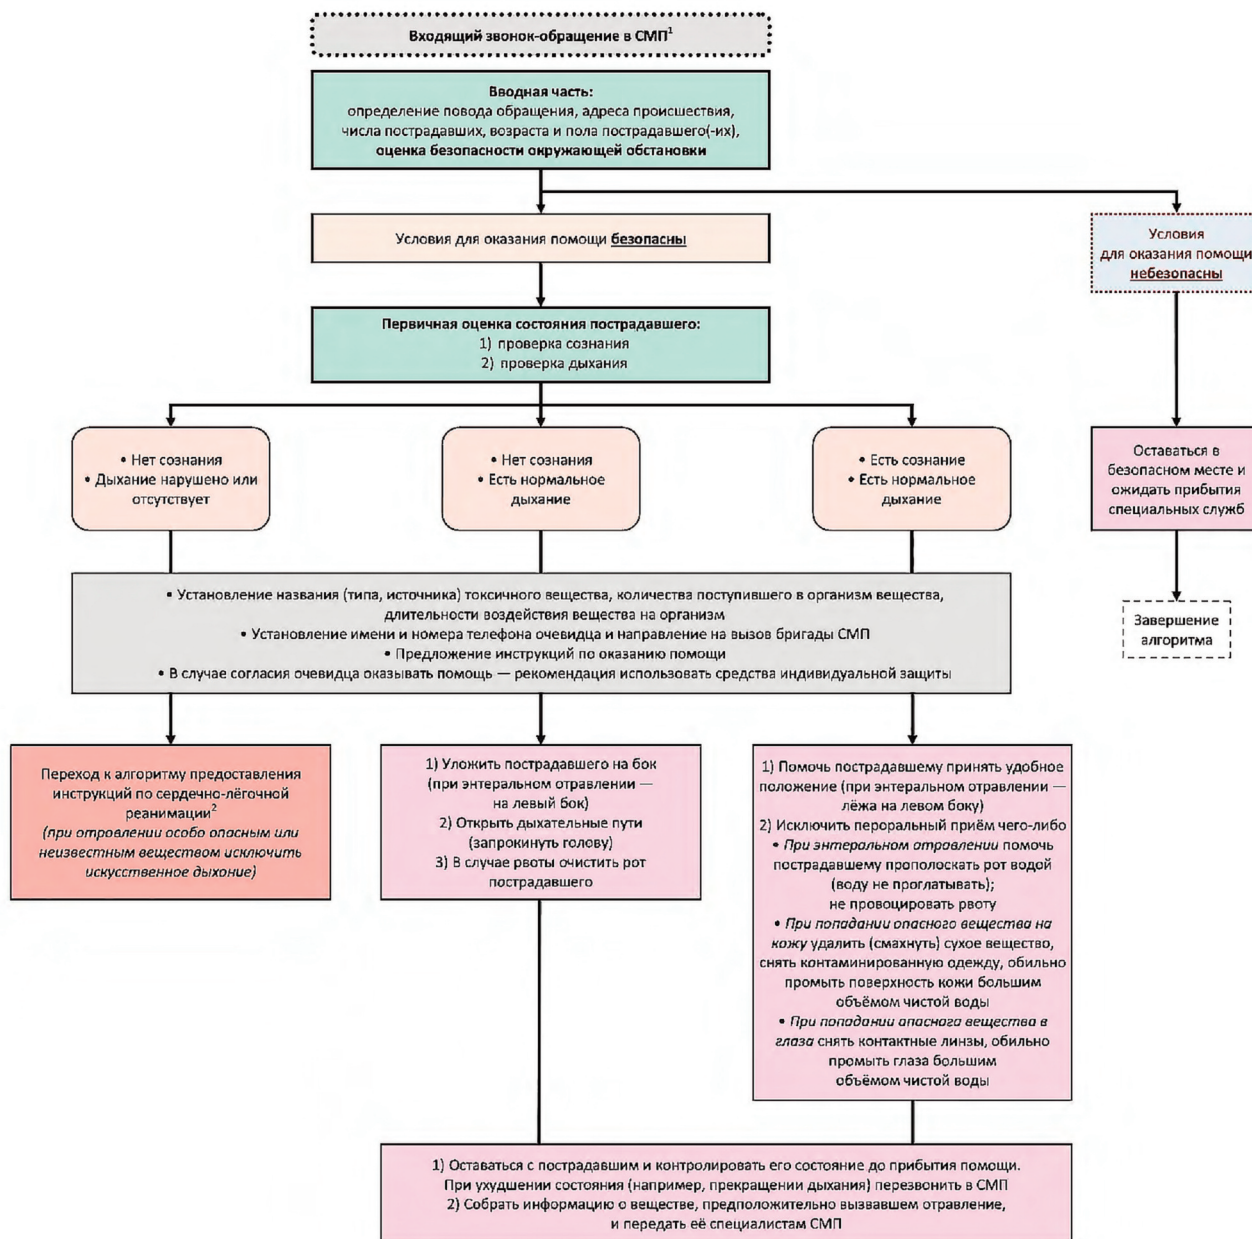 Входящий звонок-обращение в СМП¹
Вводная часть:
определение повода обращения, адреса происшествия,
числа пострадавших, возраста и пола пострадавшего(-их),
оценка безопасности окружающей обстановки
Условия для оказания помощи безопасны
Условия
для оказания помощи
небезопасны
Первичная оценка состояния пострадавшего:
1) проверка сознания
2) проверка дыхания
• Нет сознания
• Дыхание нарушено или
отсутствует
• Нет сознания
• Есть нормальное
дыхание
• Есть сознание
• Есть нормальное
дыхание
Оставаться в
безопасном месте и
ожидать прибытия
специальных служб
• Установление названия (типа, источника) токсичного вещества, количества поступившего в организм вещества,
длительности воздействия вещества на организм
• Установление имени и номера телефона очевидца и направление на вызов бригады СМП
• Предложение инструкций по оказанию помощи
• В случае согласия очевидца оказывать помощь — рекомендация использовать средства индивидуальной защиты
Завершение
алгоритма
Переход к алгоритму предоставления
инструкций по сердечно-лёгочной
реанимации²
(при отровлении особо опасным или
неизвестным веществом исключить
искусственное дыхоние)
1) Уложить пострадавшего на бок
(при энтеральном отравлении —
на левый бок)
2) Открыть дыхательные пути
(запрокинуть голову)
3) В случае рвоты очистить рот
пострадавшего
1) Помочь пострадавшему принять удобное
положение (при энтеральном отравлении —
лёжа на левом боку)
2) Исключить пероральный приём чего-либо
• При энтеральном отравлении помочь
пострадавшему прополоскать рот водой
(воду не проглатывать);
не провоцировать рвоту
• При попадании опасного вещества на
кожу удалить (смахнуть) сухое вещество,
снять контаминированную одежду, обильно
промыть поверхность кожи большим
объёмом чистой воды
• При попадании опасного вещества в
глаза снять контактные линзы, обильно
промыть глаза большим
объёмом чистой воды
1) Оставаться с пострадавшим и контролировать его состояние до прибытия помощи.
При ухудшении состояния (например, прекращении дыхания) перезвонить в СМП
2) Собрать информацию о веществе, предположительно вызвавшем отравление,
и передать её специалистам СМП